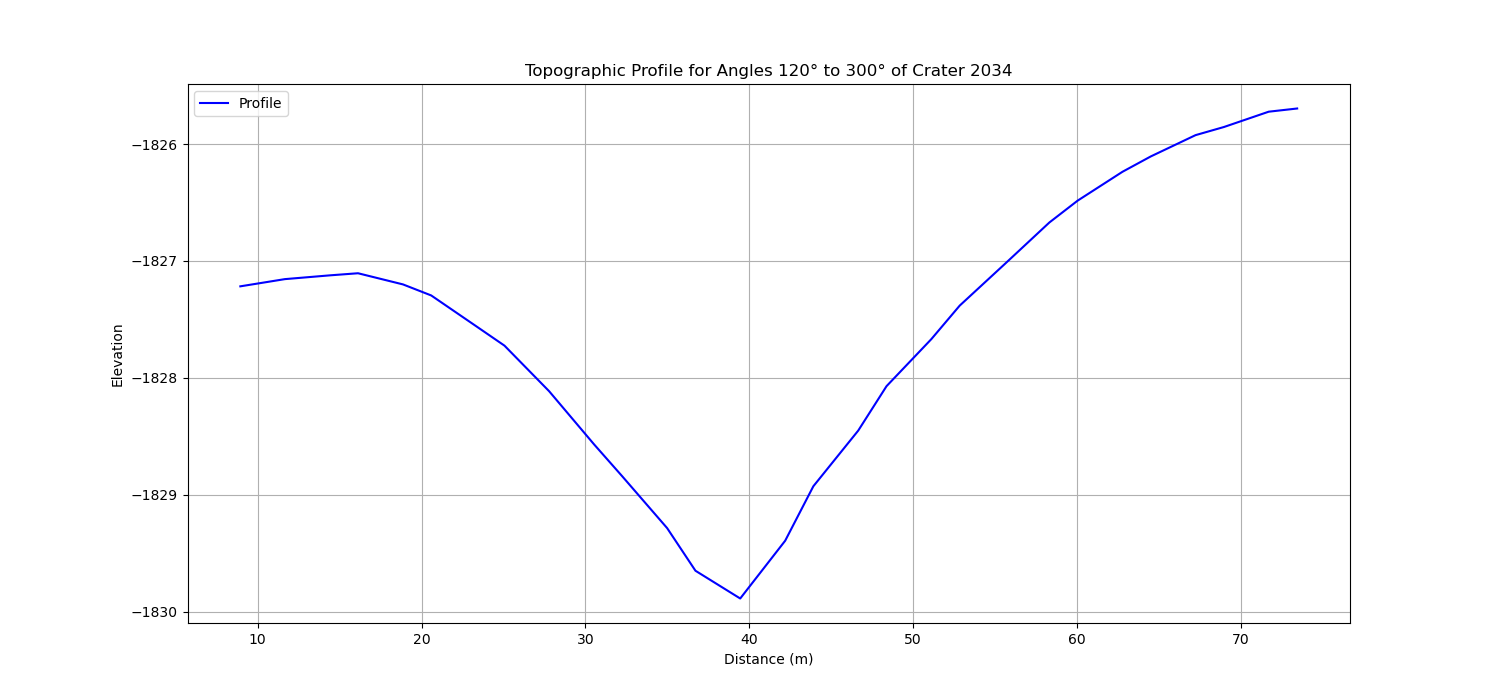 Topographic Profile for Angles 120° to 300° of Crater 2034
Profile
−1826
−1827
−1828
−1829
−1830
Elevation
10 20 30 40 50 60 70
Distance (m)